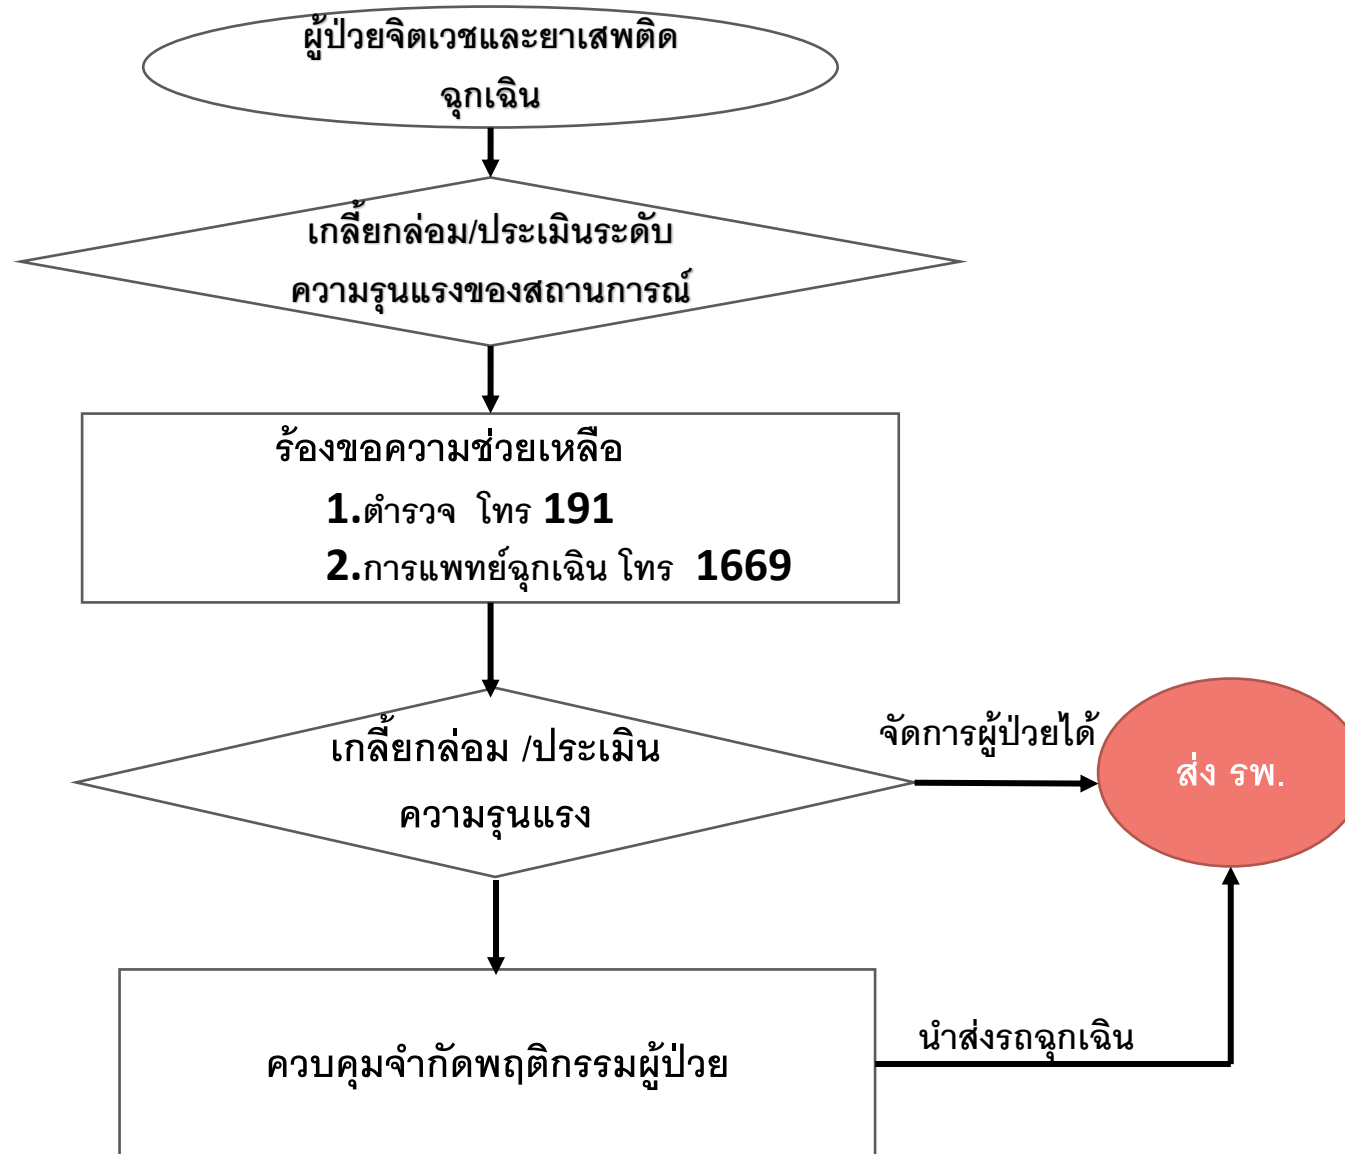 ผู้ป่วยจิตเวชและยาเสพติด
ฉุกเฉิน
เกลี้ยกล่อม/ประเมินระดับ
ความรุนแรงของสถานการณ์
ร้องขอความช่วยเหลือ
1.ตำรวจ โทร 191
2.การแพทย์ฉุกเฉิน โทร 1669
เกลี้ยกล่อม /ประเมิน
ความรุนแรง
จัดการผู้ป่วยได้
ส่ง รพ.
ควบคุมจำกัดพฤติกรรมผู้ป่วย
นำส่งรถฉุกเฉิน